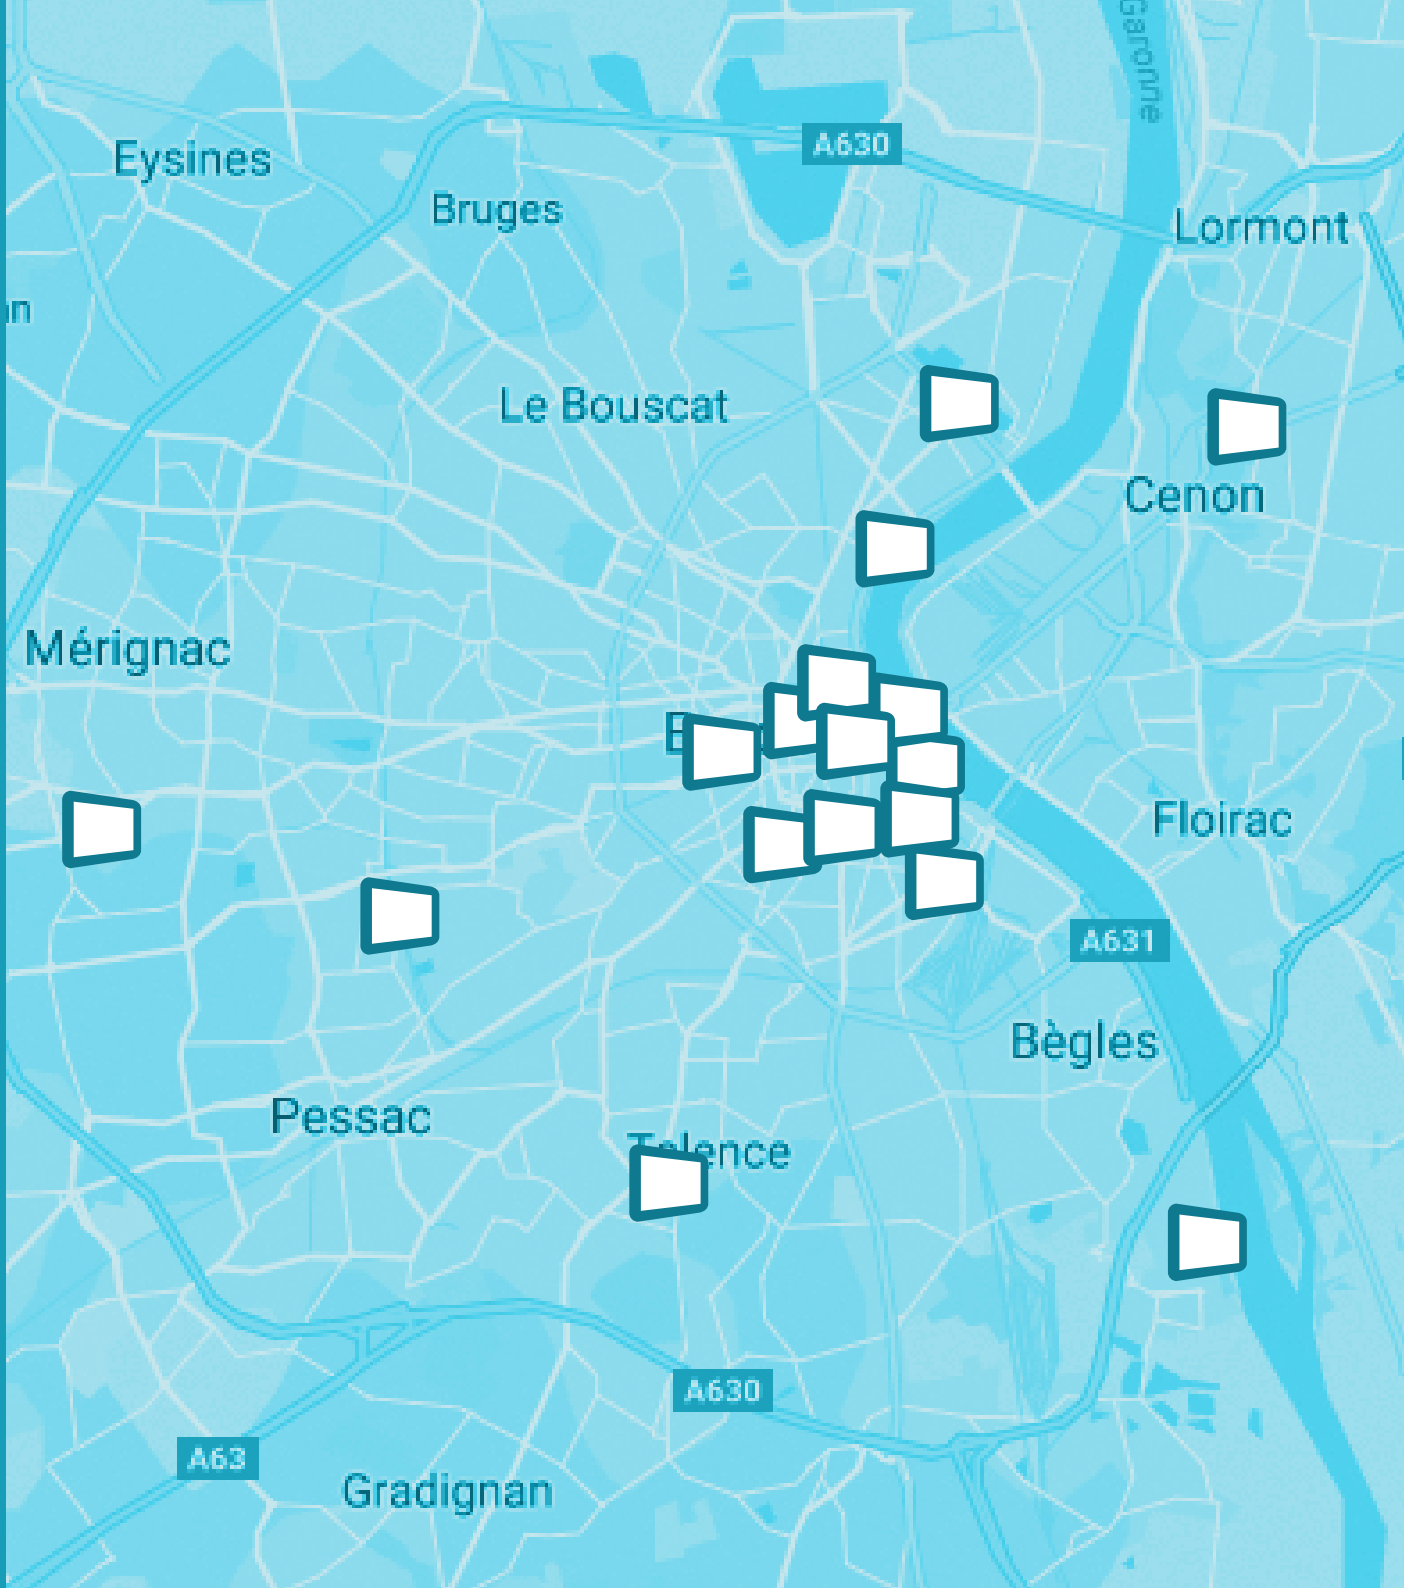 Garonne
A630
Eysines
Bruges
Lormont
Le Bouscat
Cenon
Mérignac
Floirac
A631
Bègles
Pessac
A630
A63
Gradignan